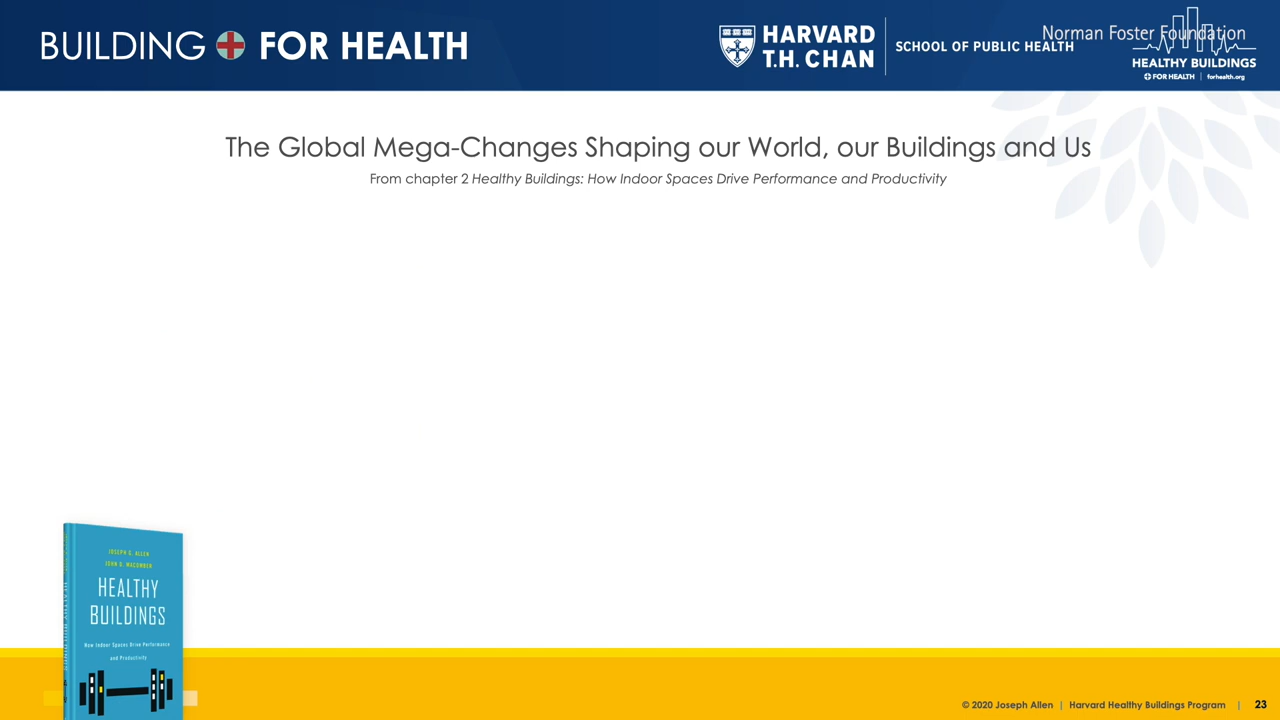 BUILDING FOR HEALTH
HARVARD
T.H. CHAN
SCHOOL OF PUBLIC HEALTH
Norman Foster Foundation
HEALTHY BUILDINGS
FOR HEALTH | forhealth.org
The Global Mega-Changes Shaping our World, our Buildings and Us
From chapter 2 Healthy Buildings: How Indoor Spaces Drive Performance and Productivity
JOSEPH G. ALLEN
JOHN D. MACOMBER
HEALTHY
BUILDINGS
How Indoor Spaces Drive Performance
and Productivity
© 2020 Joseph Allen | Harvard Healthy Buildings Program | 23